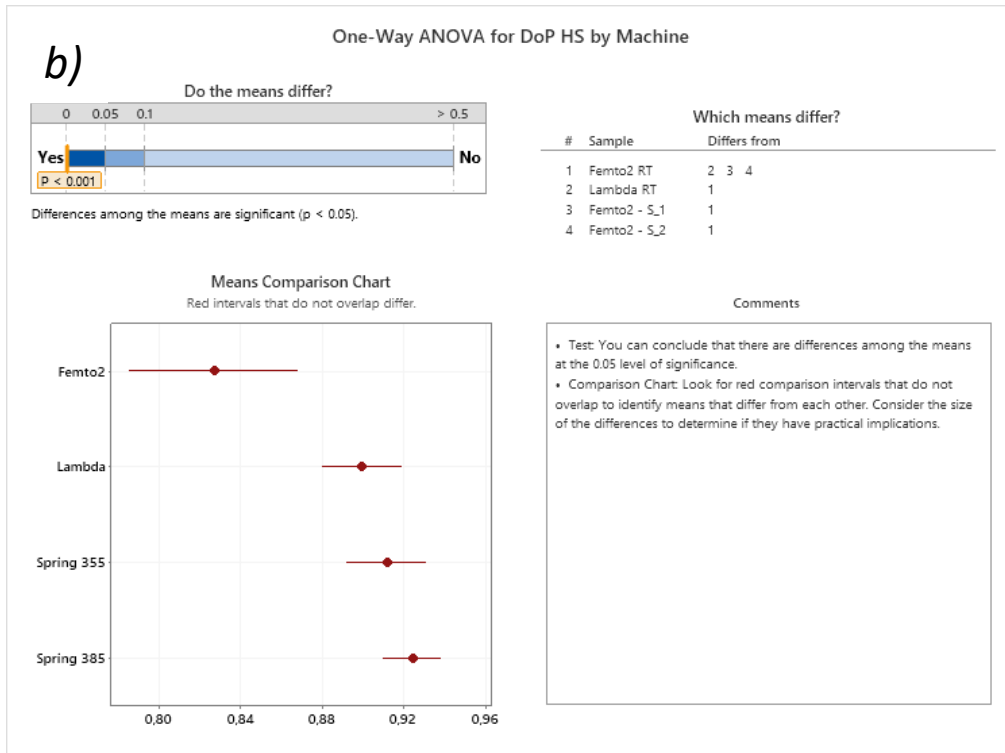 One-Way ANOVA for DoP HS by Machine
b)
Do the means differ?
0 0.05 0.1 > 0.5
Yes No
P < 0.001
Differences among the means are significant (p < 0.05).
Which means differ?
# Sample Differs from
1 Femto2 RT 2 3 4
2 Lambda RT 1
3 Femto2 - S_1 1
4 Femto2 - S_2 1
Means Comparison Chart
Red intervals that do not overlap differ.
Femto2
Lambda
Spring 355
Spring 385
0,80 0,84 0,88 0,92 0,96
Comments
• Test: You can conclude that there are differences among the means
at the 0.05 level of significance.
• Comparison Chart: Look for red comparison intervals that do not
overlap to identify means that differ from each other. Consider the size
of the differences to determine if they have practical implications.